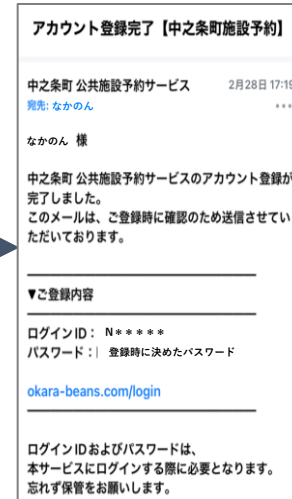 アカウント登録完了【中之条町施設予約】
中之条町 公共施設予約サービス 2月28日 17:19
宛先: なかのん
なかのん 様
中之条町 公共施設予約サービスのアカウント登録が
完了しました。
このメールは、ご登録時に確認のため送信させてい
ただいております。
▼ご登録内容
ログインID： N*****
パスワード：| 登録時に決めたパスワード
okara-beans.com/login
ログインIDおよびパスワードは、
本サービスにログインする際に必要となります。
忘れず保管をお願いします。